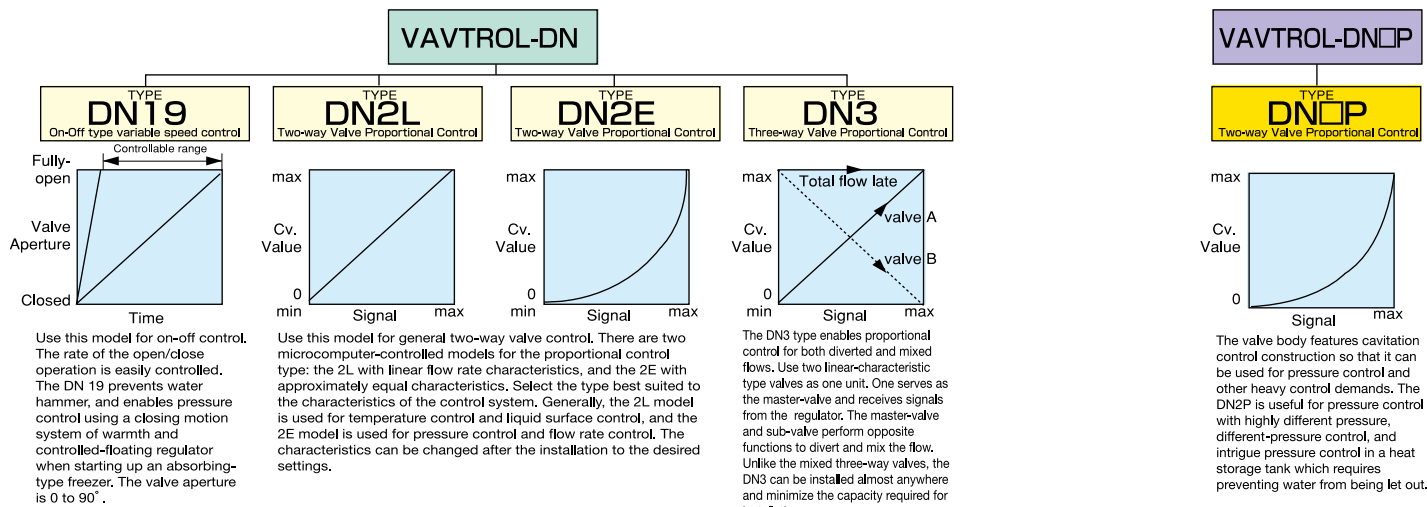 VAVTROL-DN
VAVTROL-DN□P
TYPE
DN19
On-Off type variable speed control
TYPE
DN2L
Two-way Valve Proportional Control
TYPE
DN2E
Two-way Valve Proportional Control
TYPE
DN3
Three-way Valve Proportional Control
TYPE
DN□P
Two-way Valve Proportional Control
Controllable range
Fully-
open
Valve
Aperture
Closed
Time
max
Cv.
Value
0
min
Signal
max
max
Cv.
Value
0
min
Signal
max
max
Total flow late
valve A
Cv.
Value
valve B
0
min
Signal
max
max
Cv.
Value
0
Signal
max
Use this model for on-off control.
The rate of the open/close
operation is easily controlled.
The DN 19 prevents water
hammer, and enables pressure
control using a closing motion
system of warmth and
controlled-floating regulator
when starting up an absorbing-
type freezer. The valve aperture
is 0 to 90°.
Use this model for general two-way valve control. There are two
microcomputer-controlled models for the proportional control
type: the 2L with linear flow rate characteristics, and the 2E with
approximately equal characteristics. Select the type best suited to
the characteristics of the control system. Generally, the 2L model
is used for temperature control and liquid surface control, and the
2E model is used for pressure control and flow rate control. The
characteristics can be changed after the installation to the desired
settings.
The DN3 type enables proportional
control for both diverted and mixed
flows. Use two linear-characteristic
type valves as one unit. One serves as
the master-valve and receives signals
from the regulator. The master-valve
and sub-valve perform opposite
functions to divert and mix the flow.
Unlike the mixed three-way valves, the
DN3 can be installed almost anywhere
and minimize the capacity required for
The valve body features cavitation
control construction so that it can
be used for pressure control and
other heavy control demands. The
DN2P is useful for pressure control
with highly different pressure,
different-pressure control, and
intrigue pressure control in a heat
storage tank which requires
preventing water from being let out.